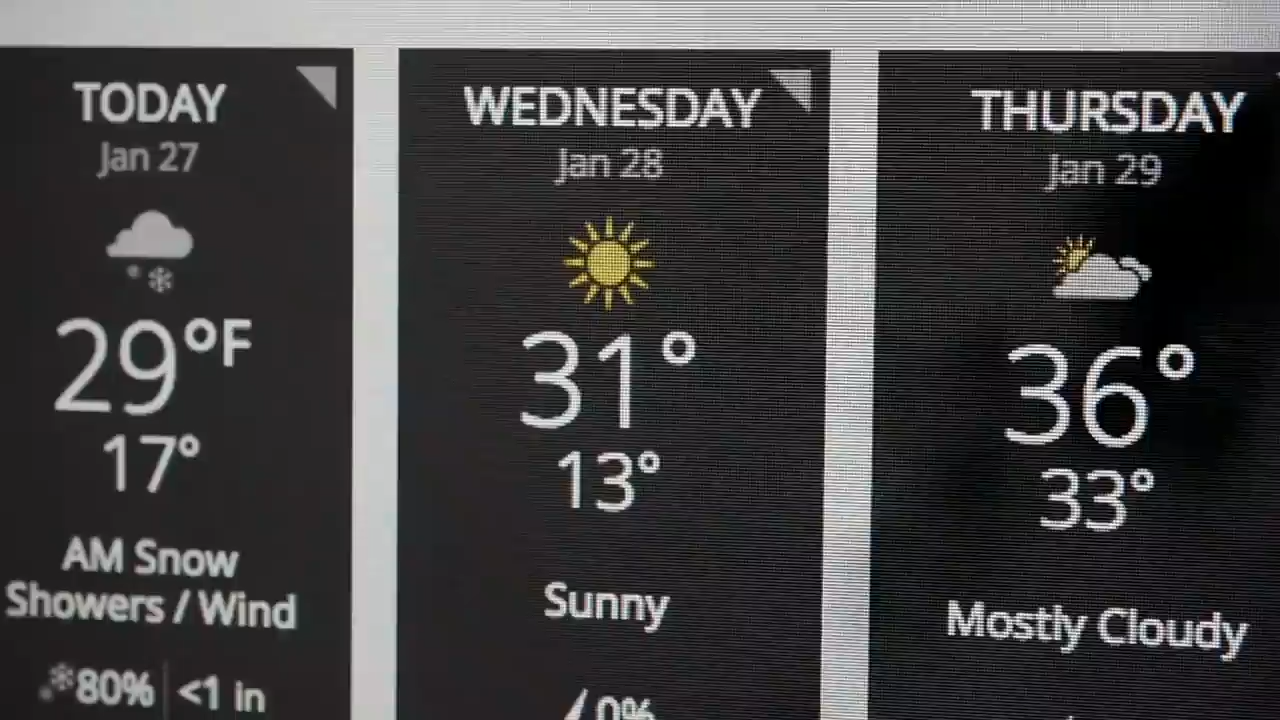 TODAY
Jan 27
29°F
17°
AM Snow
Showers / Wind
80% <1 in
WEDNESDAY
Jan 28
31°
13°
Sunny
0%
THURSDAY
Jan 29
36°
33°
Mostly Cloudy